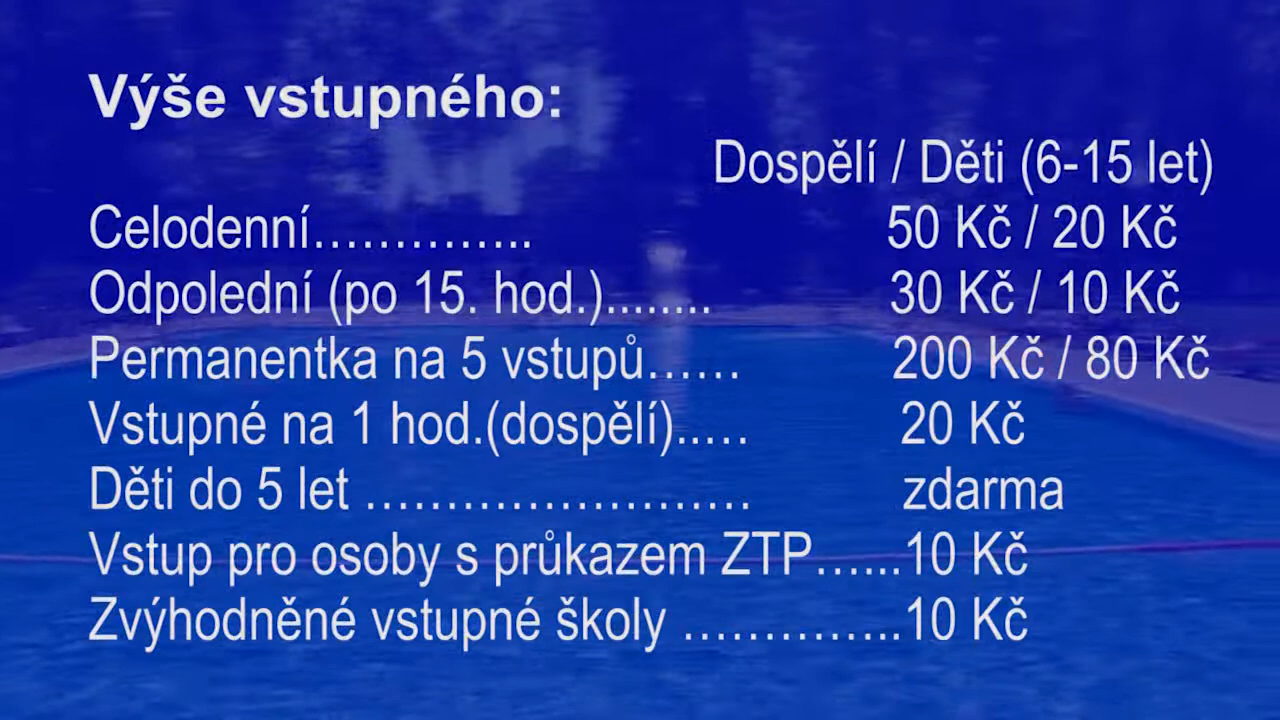 Výše vstupného:
Dospělí / Děti (6-15 let)
Celodenní………….. 50 Kč / 20 Kč
Odpolední (po 15. hod.)........ 30 Kč / 10 Kč
Permanentka na 5 vstupů…… 200 Kč / 80 Kč
Vstupné na 1 hod.(dospělí)..… 20 Kč
Děti do 5 let …………………… zdarma
Vstup pro osoby s průkazem ZTP…...10 Kč
Zvýhodněné vstupné školy …………..10 Kč